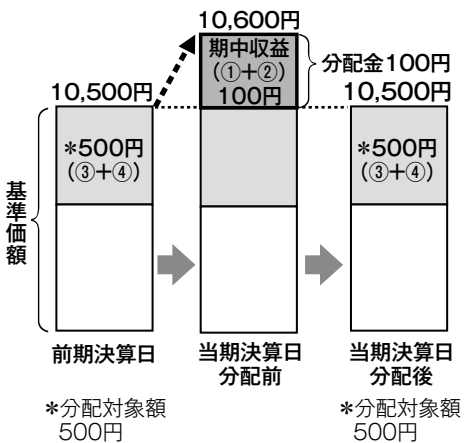 10,600円
期中収益
(①+②)
100円
分配金100円
10,500円
10,500円
*500円
(③+④)
*500円
(③+④)
基準価額
前期決算日
当期決算日
分配前
当期決算日
分配後
*分配対象額
500円
*分配対象額
500円